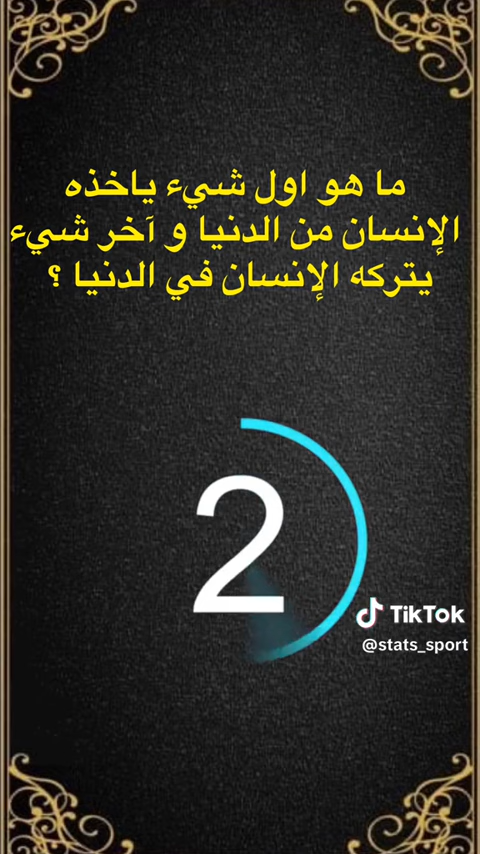 ما هو اول شيء ياخذه
الإنسان من الدنيا و آخر شيء
يتركه الإنسان في الدنيا ؟
2
TikTok
@stats_sport